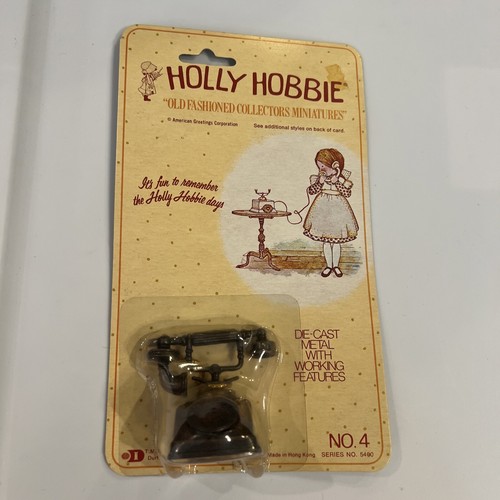 HOLLY HOBBIE
"OLD FASHIONED COLLECTORS MINIATURES"
© American Greetings Corporation
See additional styles on back of card.
It's fun to remember
the Holly Hobbie days
DIE-CAST
METAL
WITH
WORKING
FEATURES
NO. 4
Made in Hong Kong
SERIES NO. 5490